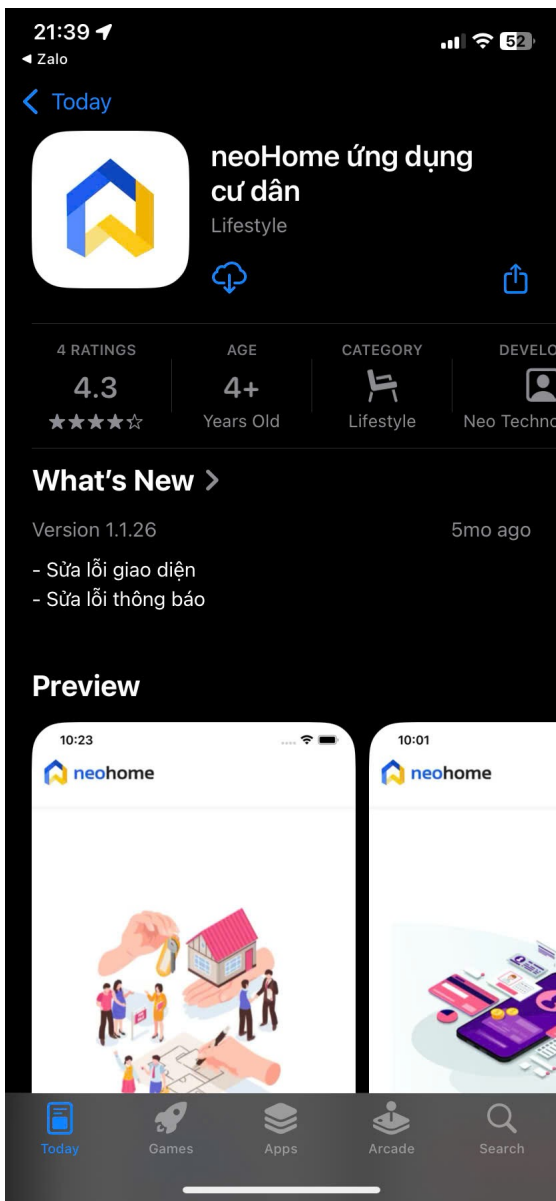 21:39
52
◀ Zalo
Today
neoHome ứng dụng
cư dân
Lifestyle
4 RATINGS
AGE
CATEGORY
DEVELO
4.3
4+
★★★★☆
Years Old
Lifestyle
Neo Techno
What's New >
Version 1.1.26
5mo ago
- Sửa lỗi giao diện
- Sửa lỗi thông báo
Preview
10:23
10:01
neohome
neohome
Today
Games
Apps
Arcade
Search